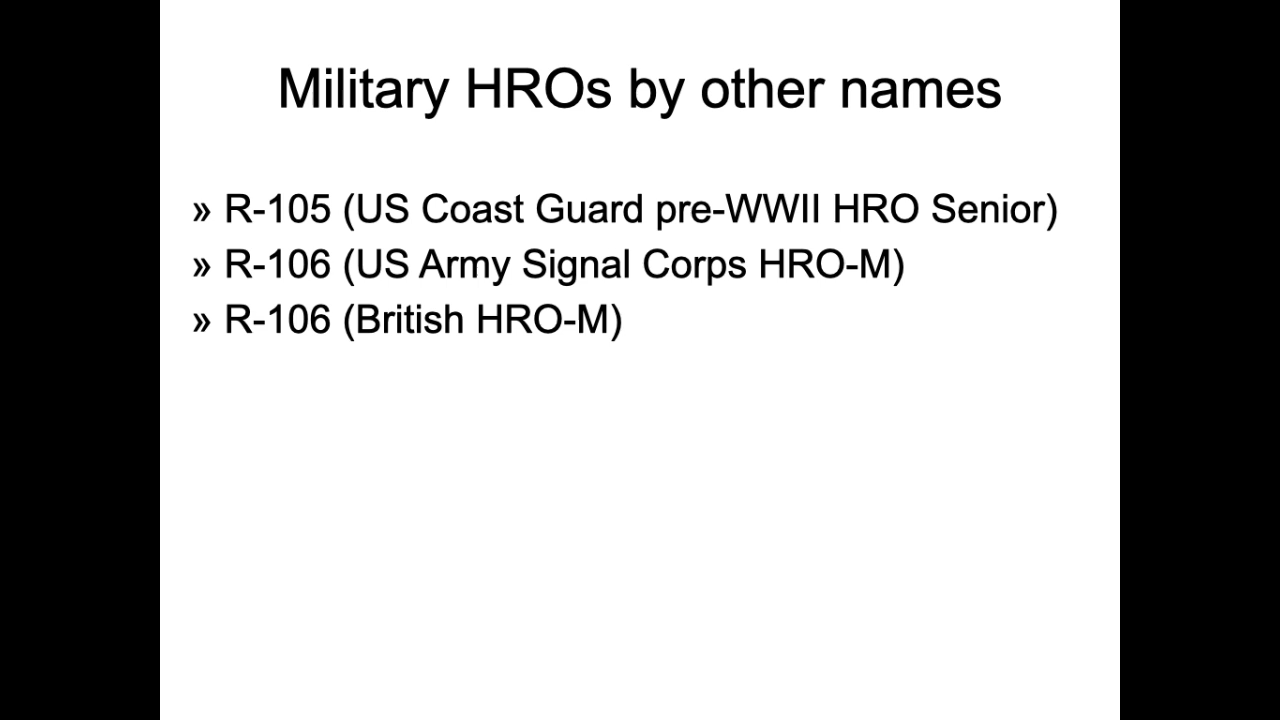 Military HROs by other names
» R-105 (US Coast Guard pre-WWII HRO Senior)
» R-106 (US Army Signal Corps HRO-M)
» R-106 (British HRO-M)